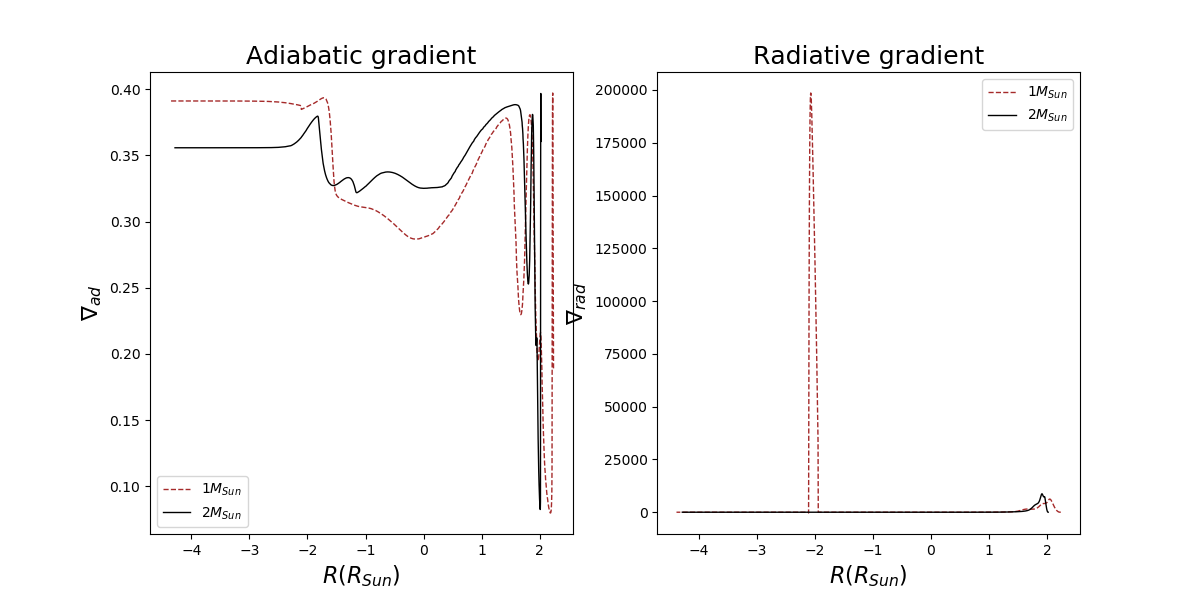 Adiabatic gradient
0.40
0.35
0.30
0.25
0.20
0.15
0.10
∇ad
1MSun
2MSun
−4 −3 −2 −1 0 1 2
R(RSun)
Radiative gradient
200000
175000
150000
125000
100000
75000
50000
25000
0
∇rad
1MSun
2MSun
−4 −3 −2 −1 0 1 2
R(RSun)